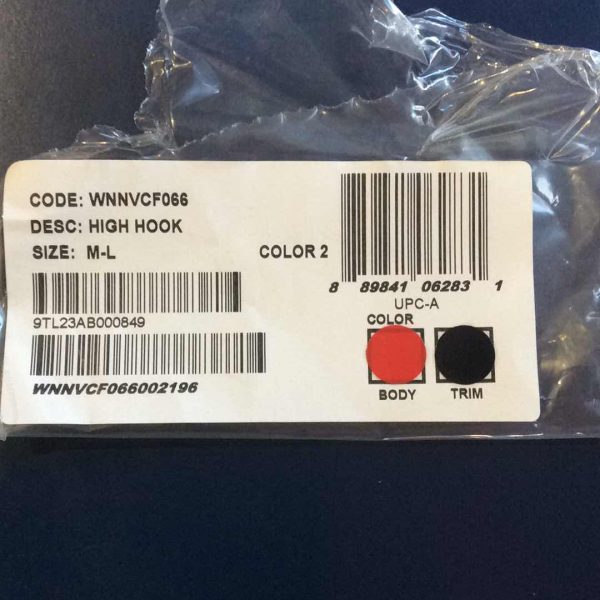 CODE: WNNVCF066
DESC: HIGH HOOK
SIZE: M-L
COLOR 2
9TL23AB000849
WNNVCF066002196
8 89841 06283 1
UPC-A
COLOR
BODY TRIM